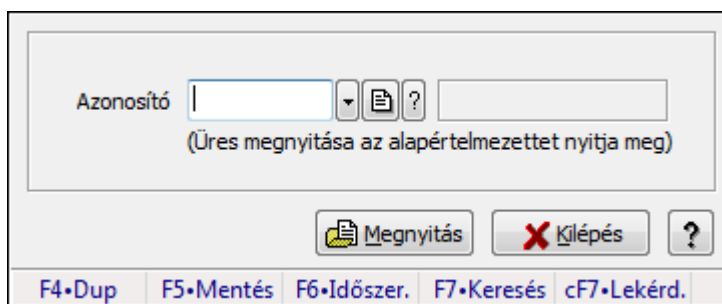 Azonosító ?
(Üres megnyitása az alapértelmezettet nyitja meg)
Megnyitás Kilépés ?
F4•Dup F5•Mentés F6•Időszer. F7•Keresés cF7•Lekérd.